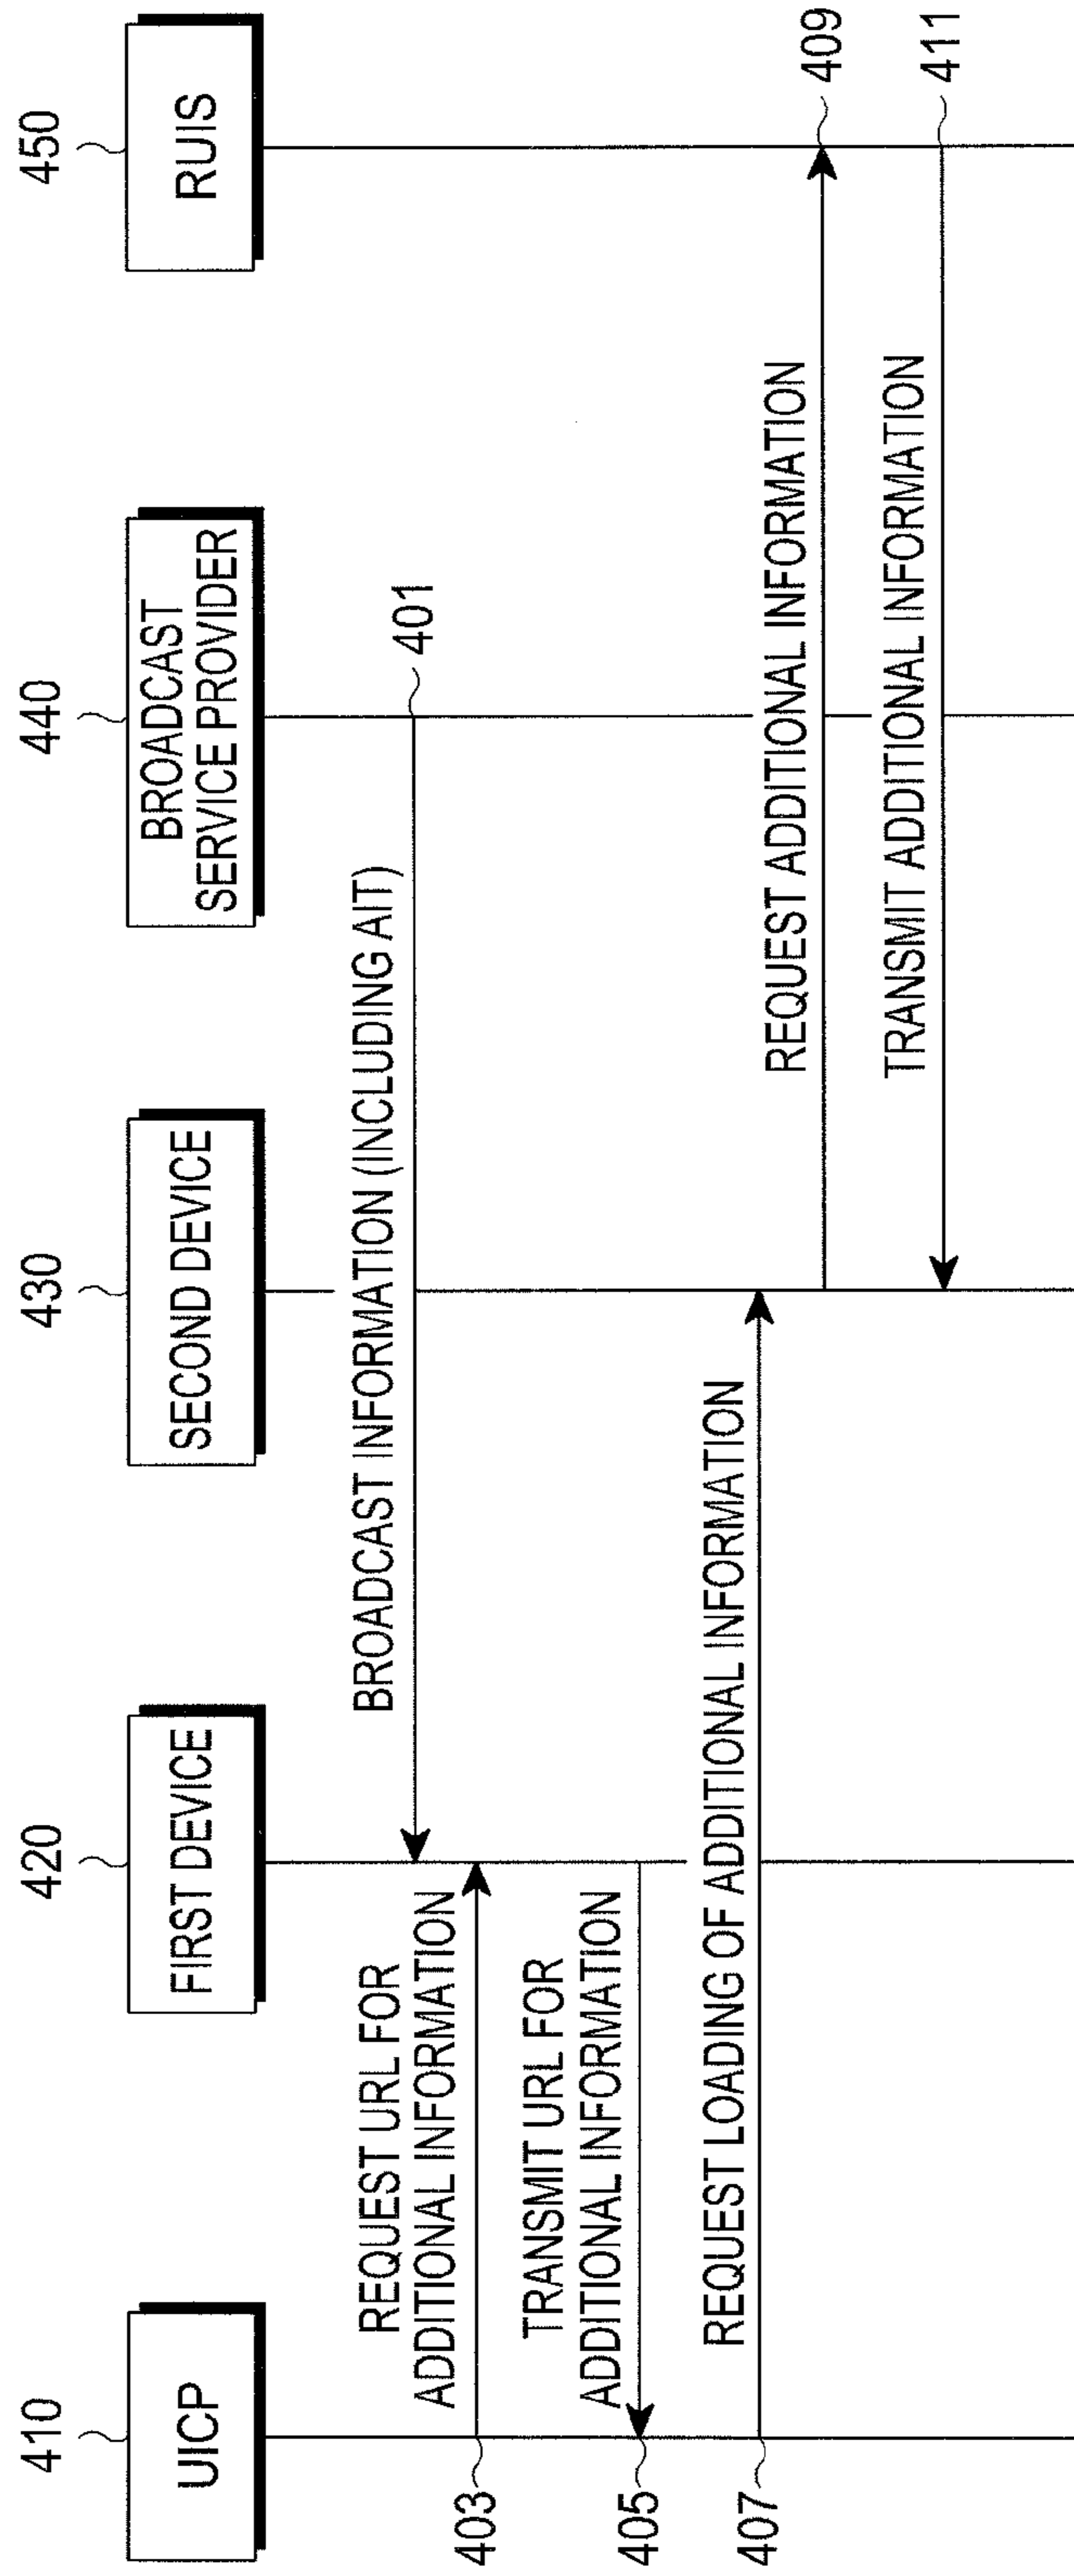 410
420
430
440
450
UICP
FIRST DEVICE
SECOND DEVICE
BROADCAST
SERVICE PROVIDER
RUIS
BROADCAST INFORMATION (INCLUDING AIT)
401
REQUEST URL FOR
ADDITIONAL INFORMATION
403
TRANSMIT URL FOR
ADDITIONAL INFORMATION
405
REQUEST LOADING OF ADDITIONAL INFORMATION
407
REQUEST ADDITIONAL INFORMATION
409
TRANSMIT ADDITIONAL INFORMATION
411